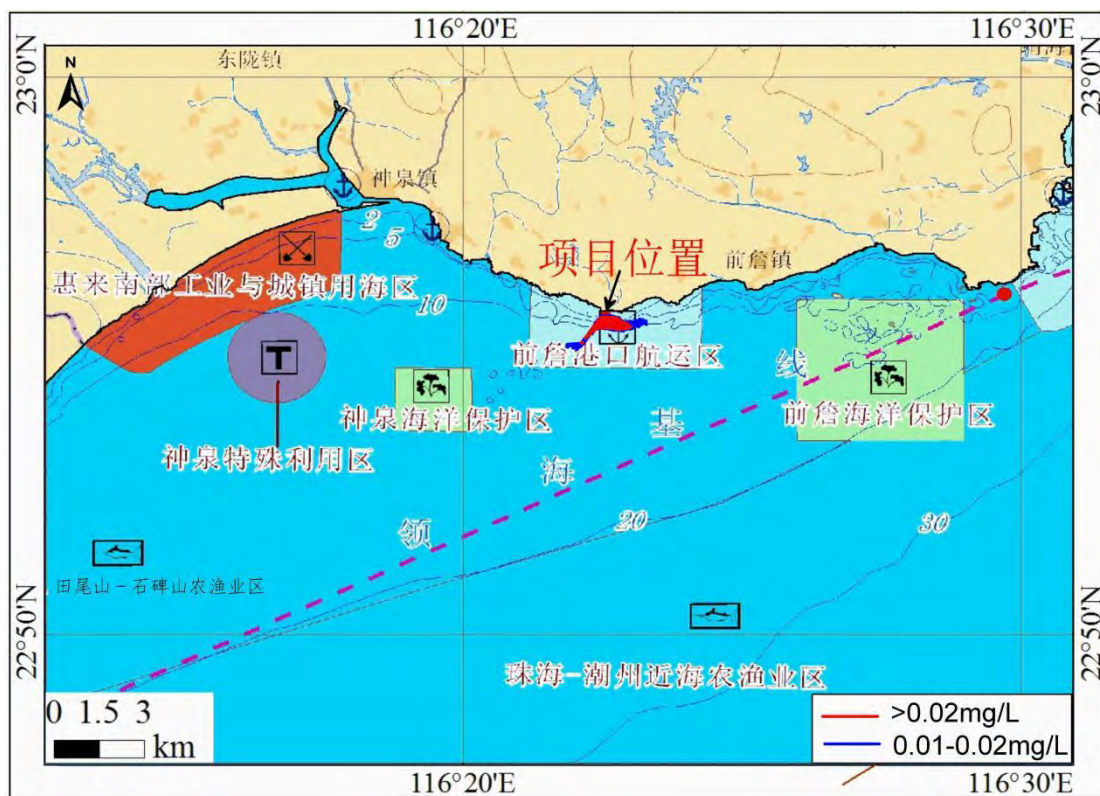 116°20'E
116°30'E
23°0'N
23°0'N
N
东陇镇
神泉镇
2
5
10
项目位置
前詹镇
惠来南部工业与城镇用海区
前詹港口航运区
T
神泉海洋保护区
前詹海洋保护区
神泉特殊利用区
线
基
海
领
20
30
田尾山-石碑山农渔业区
22°50'N
22°50'N
珠海-潮州近海农渔业区
0 1.5 3
km
>0.02mg/L
0.01-0.02mg/L
116°20'E
116°30'E